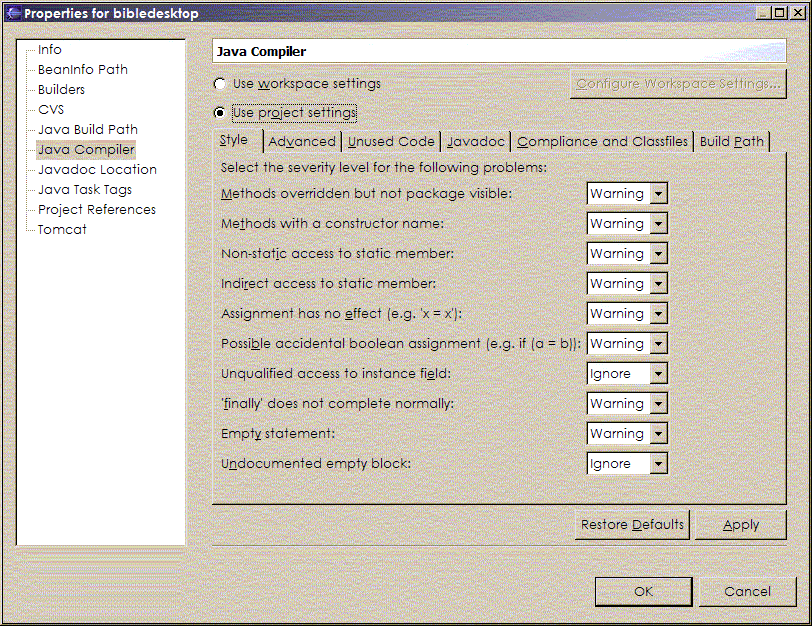 Properties for bibledesktop
Info
BeanInfo Path
Builders
CVS
Java Build Path
Java Compiler
Javadoc Location
Java Task Tags
Project References
Tomcat
Java Compiler
Use workspace settings
Configure Workspace Settings...
Use project settings
Style Advanced Unused Code Javadoc Compliance and Classfiles Build Path
Select the severity level for the following problems:
Methods overridden but not package visible: Warning
Methods with a constructor name: Warning
Non-static access to static member: Warning
Indirect access to static member: Warning
Assignment has no effect (e.g. 'x = x'): Warning
Possible accidental boolean assignment (e.g. if (a = b)): Warning
Unqualified access to instance field: Ignore
'finally' does not complete normally: Warning
Empty statement: Warning
Undocumented empty block: Ignore
Restore Defaults Apply
OK Cancel